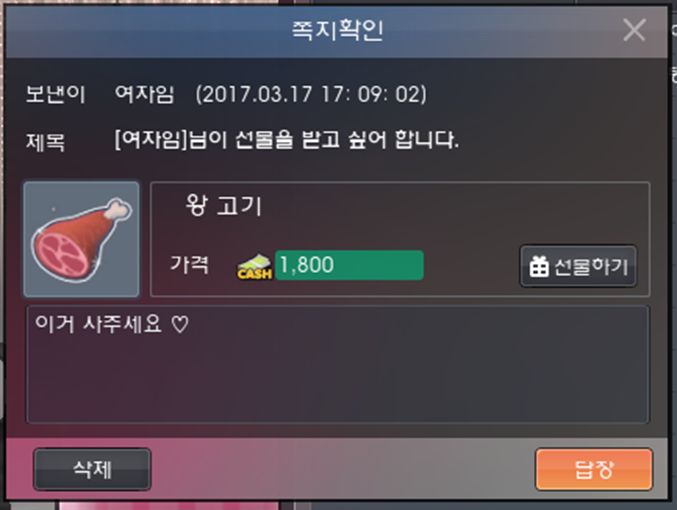 쪽지확인
보낸이 여자임 (2017.03.17 17: 09: 02)
제목 [여자임]님이 선물을 받고 싶어 합니다.
왕 고기
가격 CASH 1,800 선물하기
이거 사주세요 ♡
삭제 답장